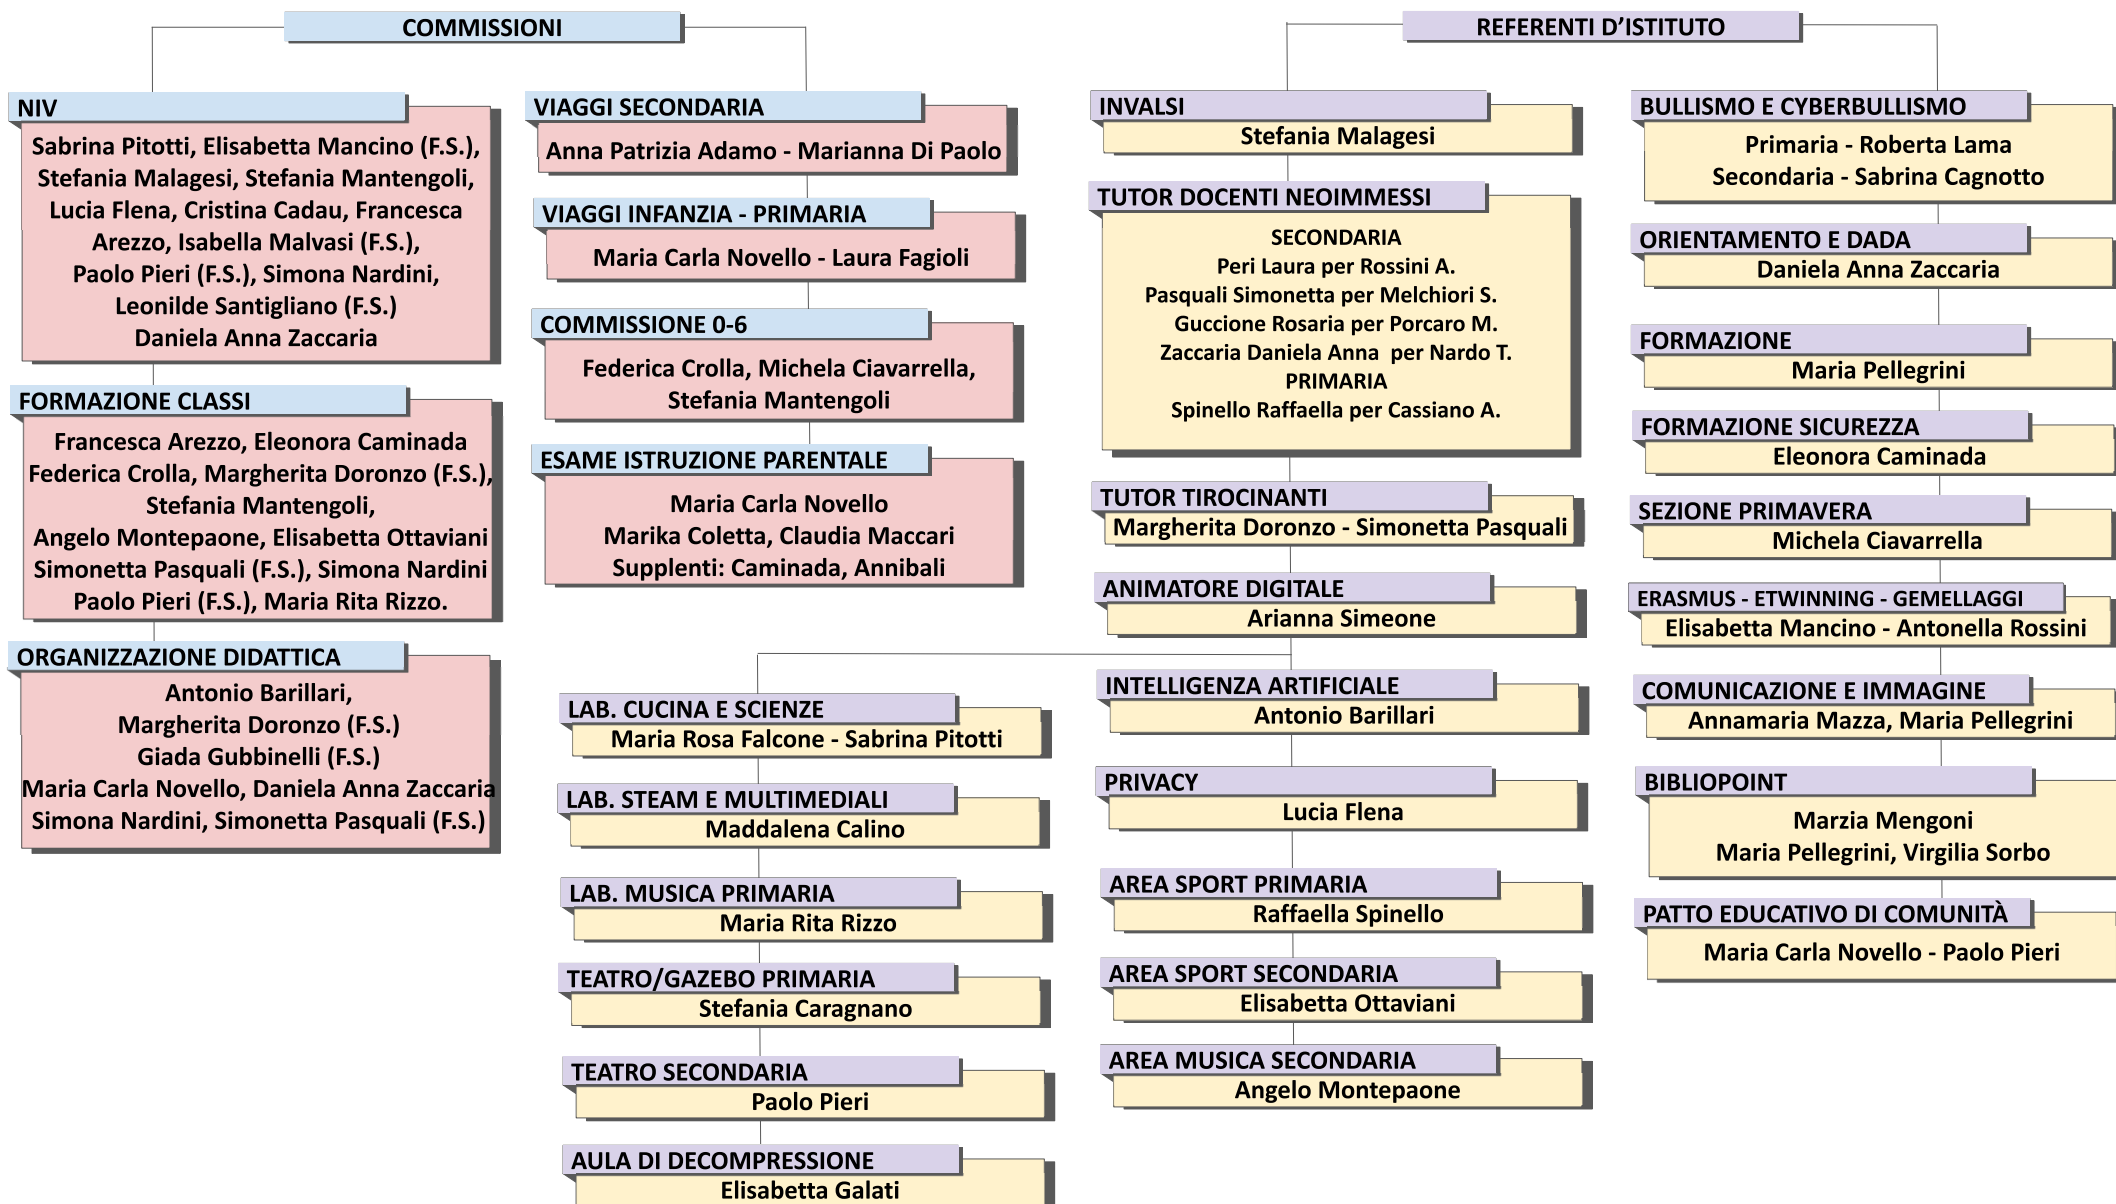 COMMISSIONI
NIV
Sabrina Pitotti, Elisabetta Mancino (F.S.),
Stefania Malagesi, Stefania Mantengoli,
Lucia Flena, Cristina Cadau, Francesca
Arezzo, Isabella Malvasi (F.S.),
Paolo Pieri (F.S.), Simona Nardini,
Leonilde Santigliano (F.S.)
Daniela Anna Zaccaria
FORMAZIONE CLASSI
Francesca Arezzo, Eleonora Caminada
Federica Crolla, Margherita Doronzo (F.S.),
Stefania Mantengoli,
Angelo Montepaone, Elisabetta Ottaviani
Simonetta Pasquali (F.S.), Simona Nardini
Paolo Pieri (F.S.), Maria Rita Rizzo.
ORGANIZZAZIONE DIDATTICA
Antonio Barillari,
Margherita Doronzo (F.S.)
Giada Gubbinelli (F.S.)
Maria Carla Novello, Daniela Anna Zaccaria
Simona Nardini, Simonetta Pasquali (F.S.)
VIAGGI SECONDARIA
Anna Patrizia Adamo - Marianna Di Paolo
VIAGGI INFANZIA - PRIMARIA
Maria Carla Novello - Laura Fagioli
COMMISSIONE 0-6
Federica Crolla, Michela Ciavarrella,
Stefania Mantengoli
ESAME ISTRUZIONE PARENTALE
Maria Carla Novello
Marika Coletta, Claudia Maccari
Supplenti: Caminada, Annibali
REFERENTI D’ISTITUTO
INVALSI
Stefania Malagesi
TUTOR DOCENTI NEOIMMESSI
SECONDARIA
Peri Laura per Rossini A.
Pasquali Simonetta per Melchiori S.
Guccione Rosaria per Porcaro M.
Zaccaria Daniela Anna per Nardo T.
PRIMARIA
Spinello Raffaella per Cassiano A.
TUTOR TIROCINANTI
Margherita Doronzo - Simonetta Pasquali
ANIMATORE DIGITALE
Arianna Simeone
LAB. CUCINA E SCIENZE
Maria Rosa Falcone - Sabrina Pitotti
LAB. STEAM E MULTIMEDIALI
Maddalena Calino
LAB. MUSICA PRIMARIA
Maria Rita Rizzo
TEATRO/GAZEBO PRIMARIA
Stefania Caragnano
TEATRO SECONDARIA
Paolo Pieri
AULA DI DECOMPRESSIONE
Elisabetta Galati
INTELLIGENZA ARTIFICIALE
Antonio Barillari
PRIVACY
Lucia Flena
AREA SPORT PRIMARIA
Raffaella Spinello
AREA SPORT SECONDARIA
Elisabetta Ottaviani
AREA MUSICA SECONDARIA
Angelo Montepaone
BULLISMO E CYBERBULLISMO
Primaria - Roberta Lama
Secondaria - Sabrina Cagnotto
ORIENTAMENTO E DADA
Daniela Anna Zaccaria
FORMAZIONE
Maria Pellegrini
FORMAZIONE SICUREZZA
Eleonora Caminada
SEZIONE PRIMAVERA
Michela Ciavarrella
ERASMUS - ETWINNING - GEMELLAGGI
Elisabetta Mancino - Antonella Rossini
COMUNICAZIONE E IMMAGINE
Annamaria Mazza, Maria Pellegrini
BIBLIOPOINT
Marzia Mengoni
Maria Pellegrini, Virgilia Sorbo
PATTO EDUCATIVO DI COMUNITÀ
Maria Carla Novello - Paolo Pieri